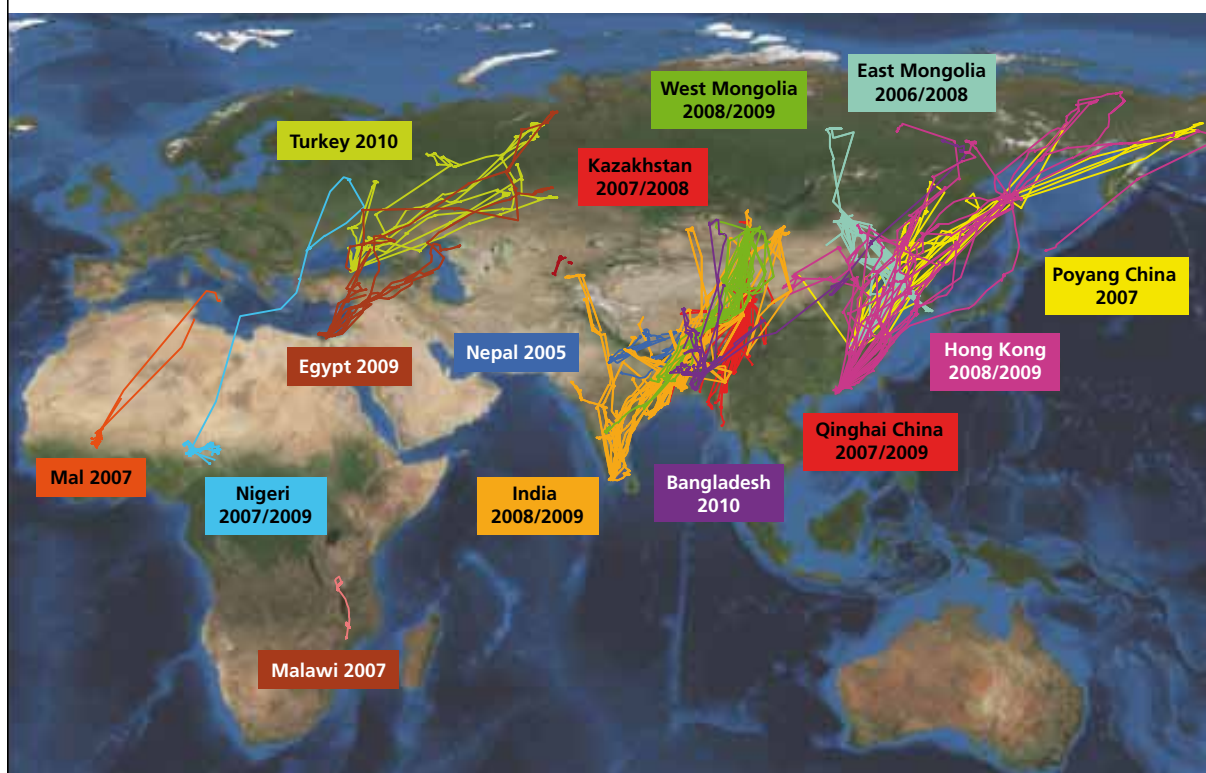 East Mongolia
2006/2008
West Mongolia
2008/2009
Turkey 2010
Kazakhstan
2007/2008
Poyang China
2007
Nepal 2005
Hong Kong
2008/2009
Egypt 2009
Qinghai China
2007/2009
Mal 2007
Nigeri
2007/2009
India
2008/2009
Bangladesh
2010
Malawi 2007